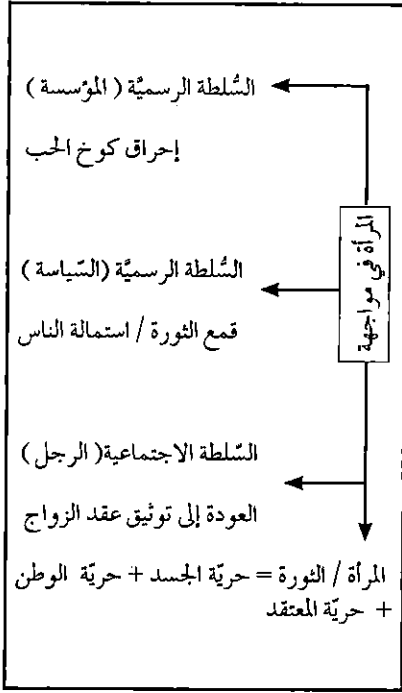 السُّلطة الرسميَّة ( المؤسسة )
إحراق كوخ الحب
المرأة في مواجهة
السُّلطة الرسميَّة (السّياسة )
قمع الثورة / استمالة الناس
السّلطة الاجتماعية( الرجل )
العودة إلى توثيق عقد الزواج
المرأة / الثورة = حريّة الجسد + حريّة الوطن
+ حريّة المعتقد